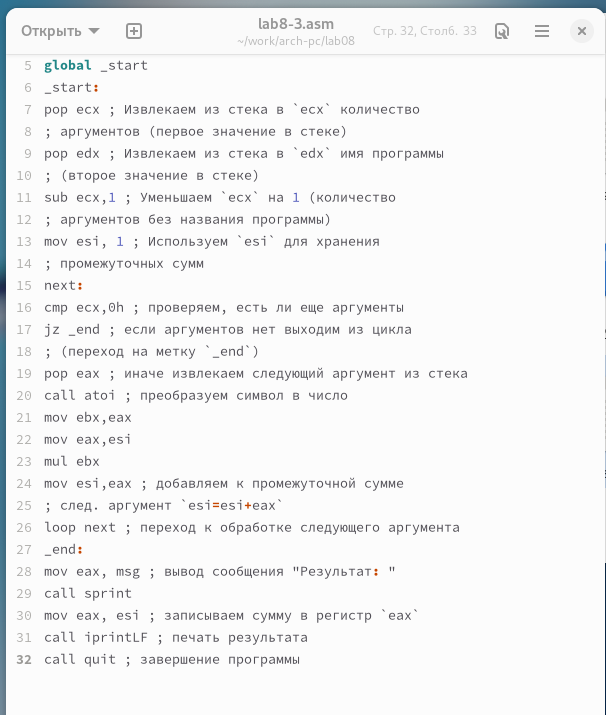 Открыть
lab8-3.asm
~/work/arch-pc/lab08
Стр. 32, Столб. 33
5 global _start
6 _start:
7 pop ecx ; Извлекаем из стека в `ecx` количество
8 ; аргументов (первое значение в стеке)
9 pop edx ; Извлекаем из стека в `edx` имя программы
10 ; (второе значение в стеке)
11 sub ecx,1 ; Уменьшаем `ecx` на 1 (количество
12 ; аргументов без названия программы)
13 mov esi, 1 ; Используем `esi` для хранения
14 ; промежуточных сумм
15 next:
16 cmp ecx,0h ; проверяем, есть ли еще аргументы
17 jz _end ; если аргументов нет выходим из цикла
18 ; (переход на метку `_end`)
19 pop eax ; иначе извлекаем следующий аргумент из стека
20 call atoi ; преобразуем символ в число
21 mov ebx,eax
22 mov eax,esi
23 mul ebx
24 mov esi,eax ; добавляем к промежуточной сумме
25 ; след. аргумент `esi=esi+eax`
26 loop next ; переход к обработке следующего аргумента
27 _end:
28 mov eax, msg ; вывод сообщения "Результат: "
29 call sprint
30 mov eax, esi ; записываем сумму в регистр `eax`
31 call iprintLF ; печать результата
32 call quit ; завершение программы